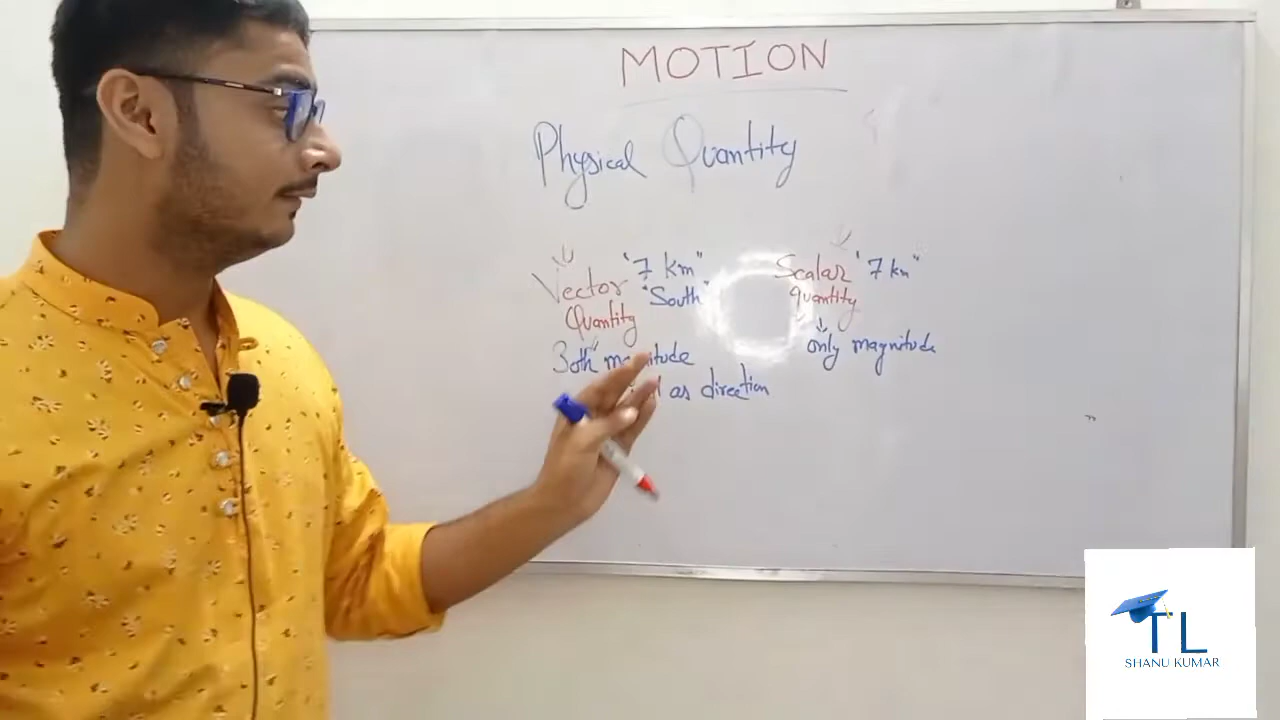 MOTION
Physical Quantity
Vector "7 km"
"South"
Quantity
Both magnitude
as direction
Scalar "7 km"
quantity
only magnitude
TL
SHANU KUMAR